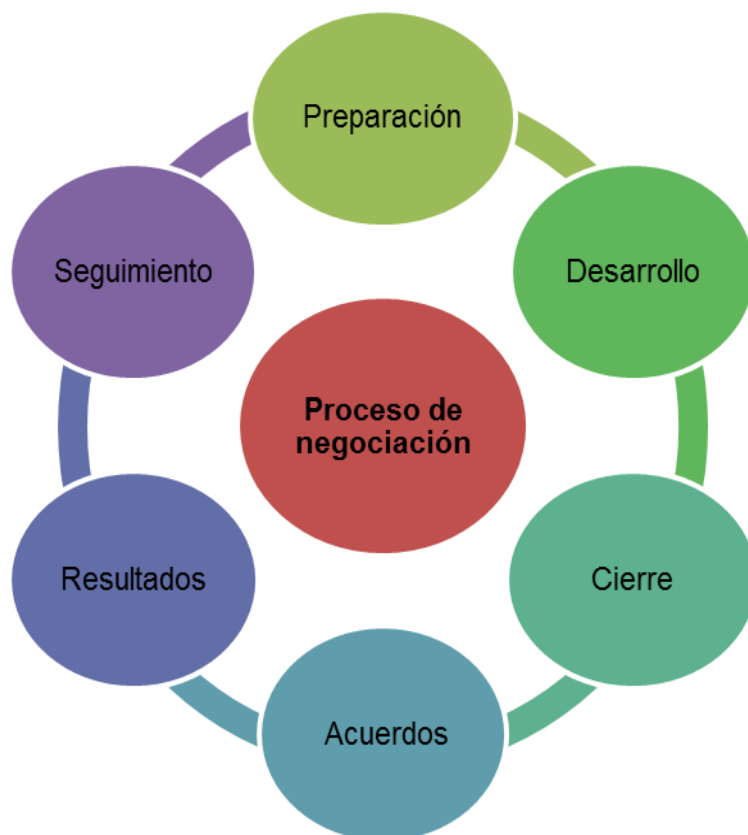 Preparación
Desarrollo
Cierre
Acuerdos
Resultados
Seguimiento
Proceso de
negociación